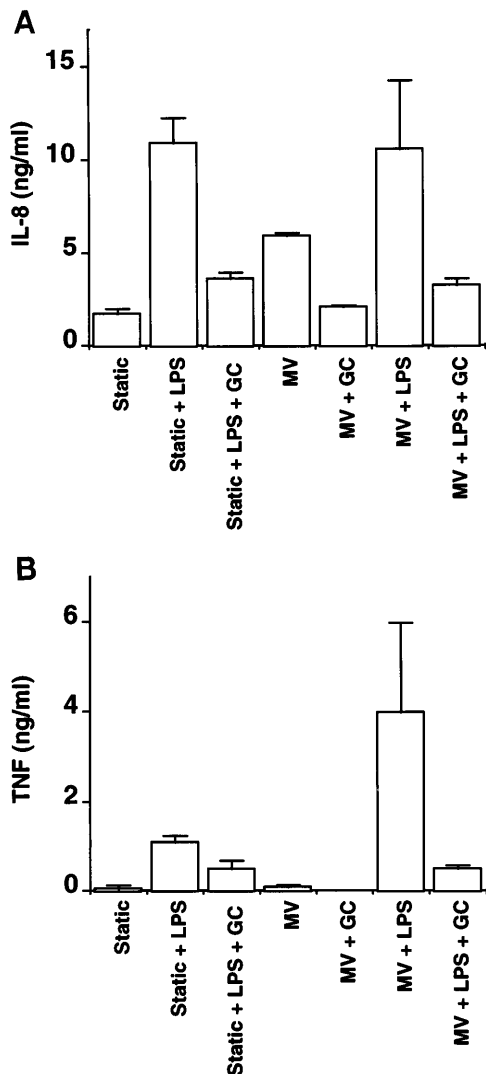 A
IL-8 (ng/ml)
15
10
5
0
Static
Static + LPS
Static + LPS + GC
MV
MV + GC
MV + LPS
MV + LPS + GC
B
TNF (ng/ml)
6
4
2
0
Static
Static + LPS
Static + LPS + GC
MV
MV + GC
MV + LPS
MV + LPS + GC